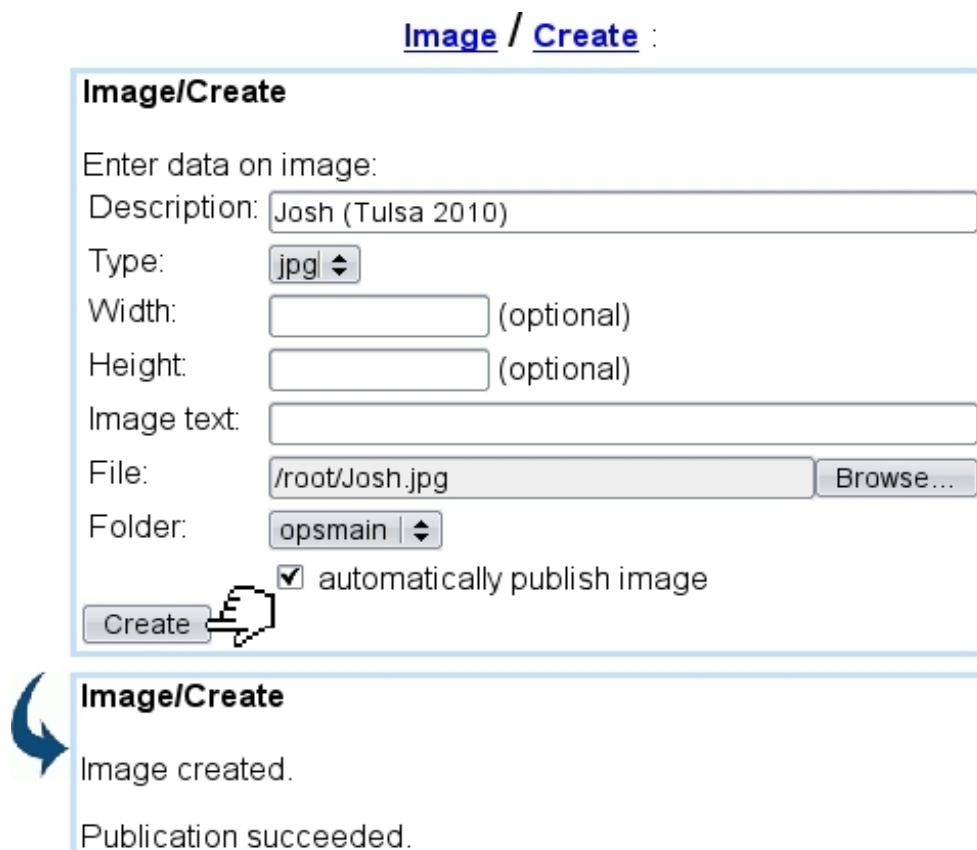 Image / Create :
Image/Create
Enter data on image:
Description: Josh (Tulsa 2010)
Type: jpg
Width: (optional)
Height: (optional)
Image text:
File: /root/Josh.jpg Browse...
Folder: opsmain
automatically publish image
Create
Image/Create
Image created.
Publication succeeded.